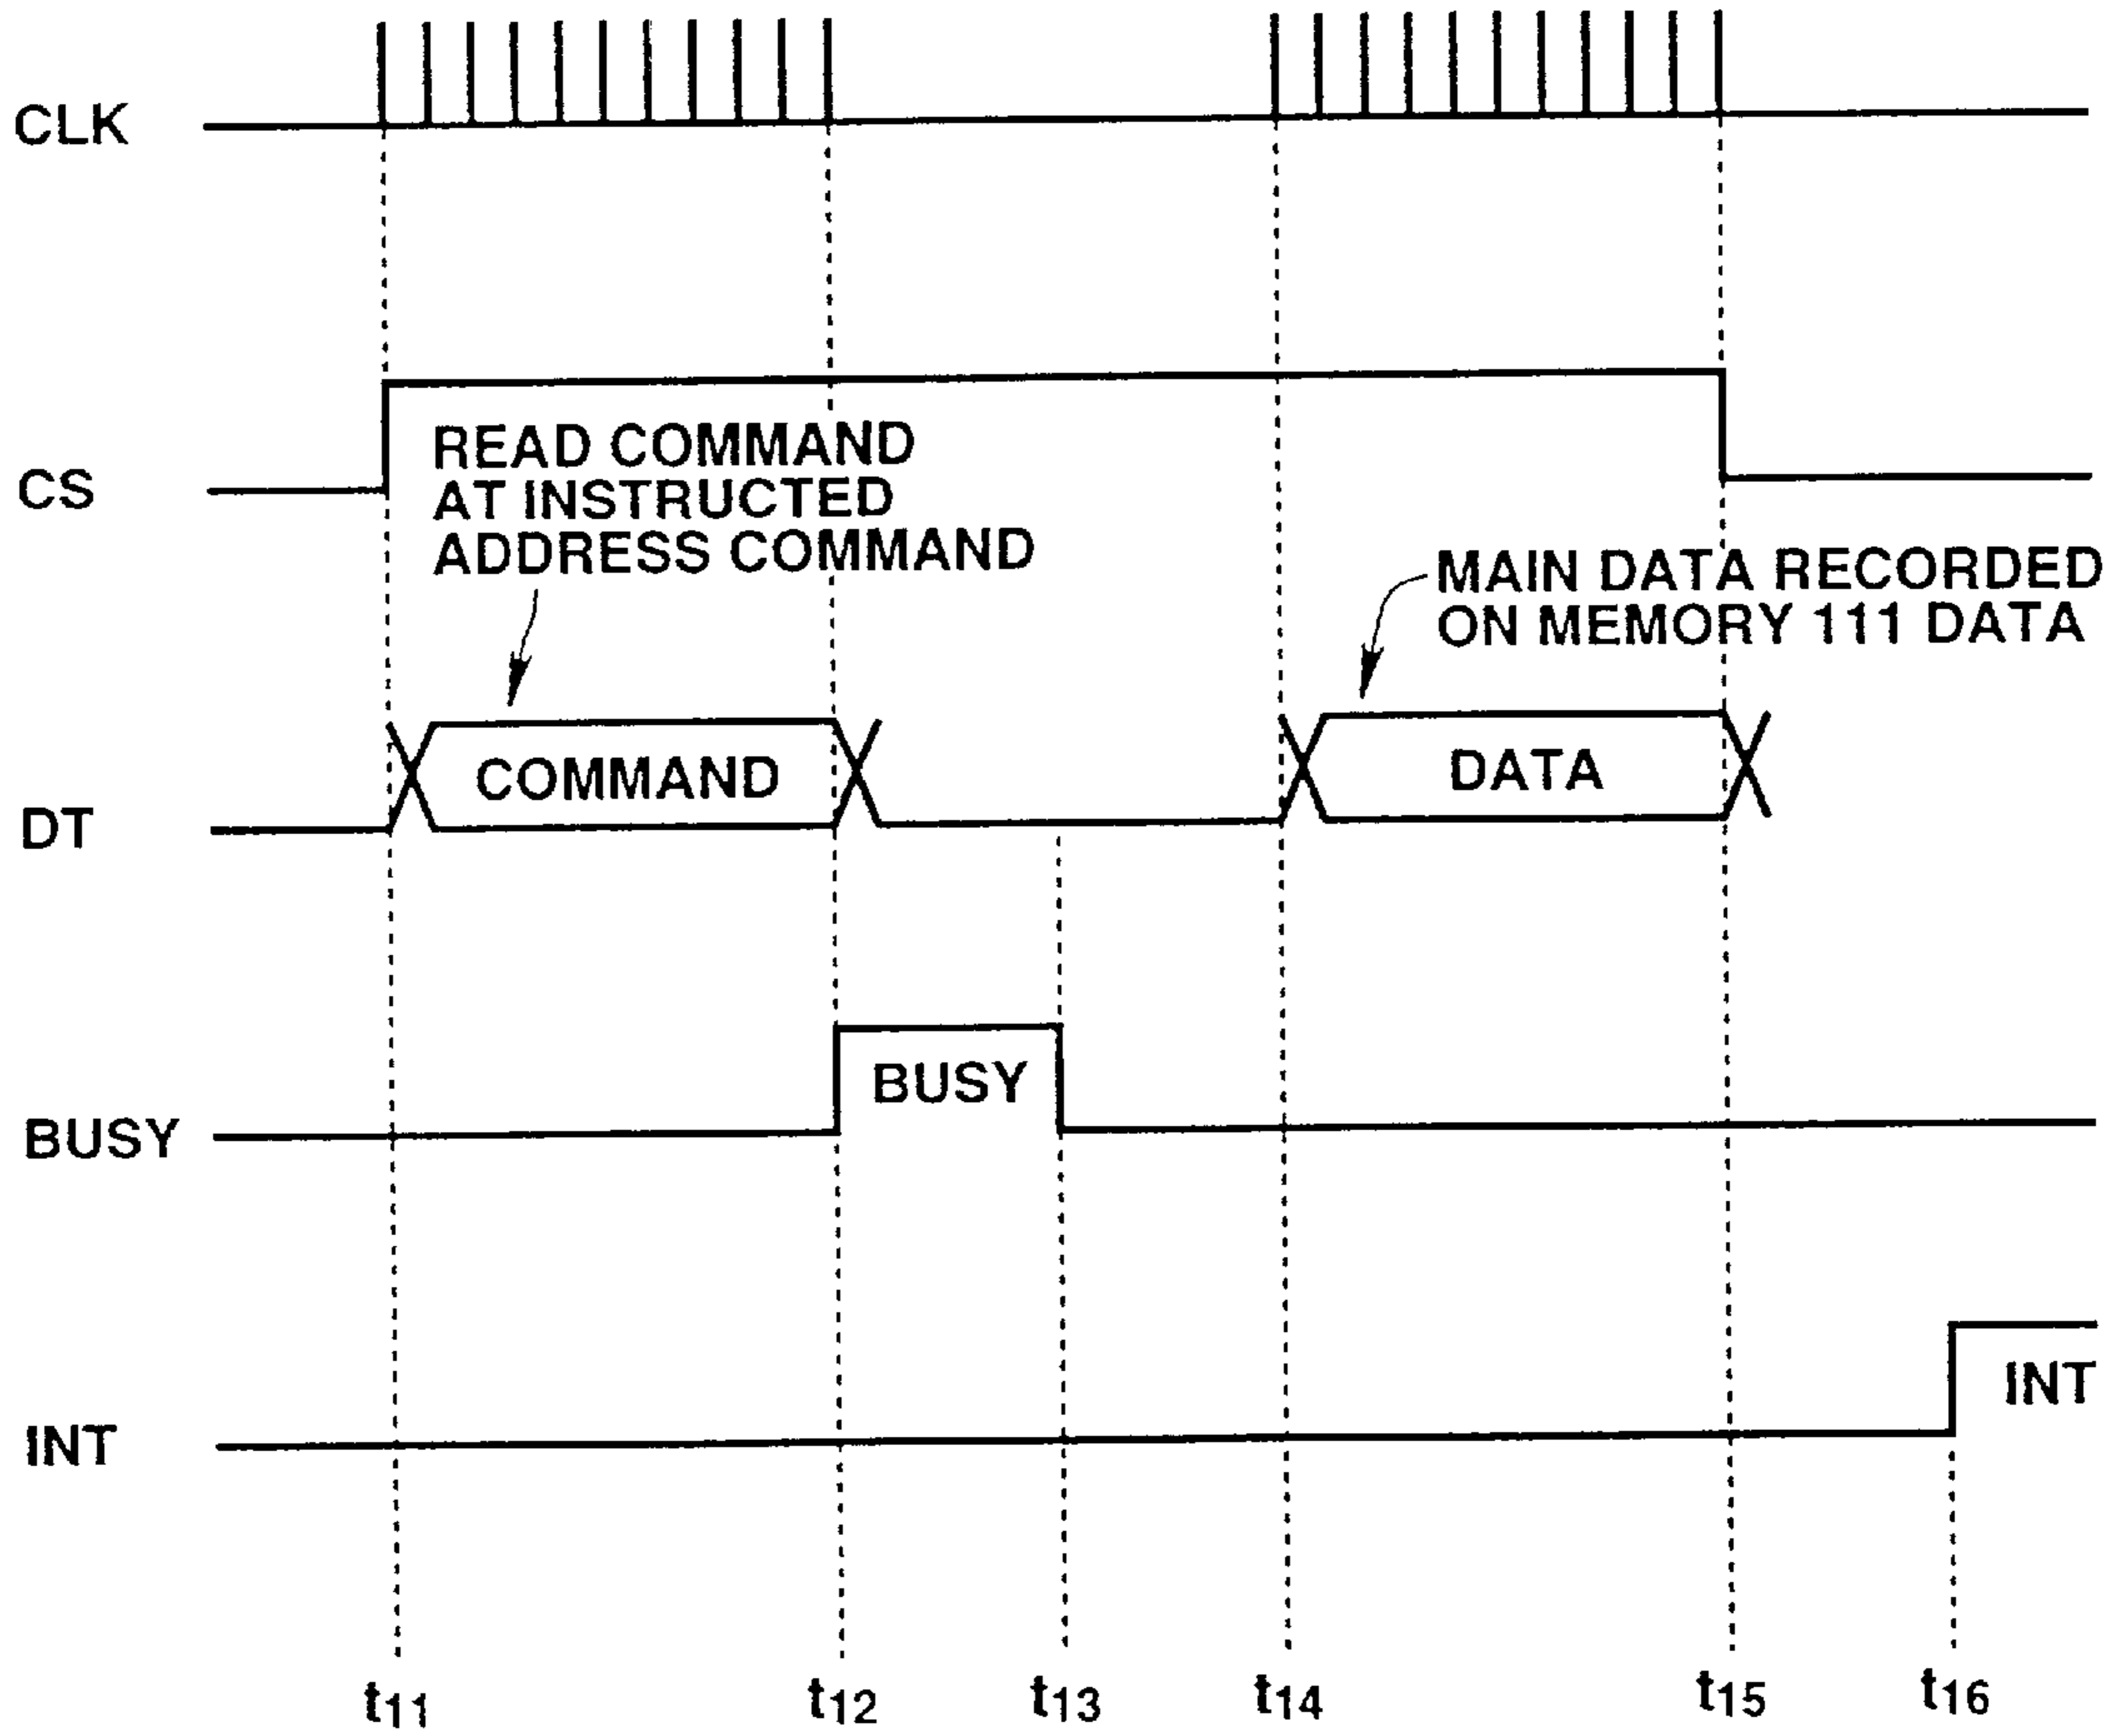 CLK
CS
READ COMMAND
AT INSTRUCTED
ADDRESS COMMAND
MAIN DATA RECORDED
ON MEMORY 111 DATA
DT
COMMAND
DATA
BUSY
BUSY
INT
INT
t11
t12
t13
t14
t15
t16